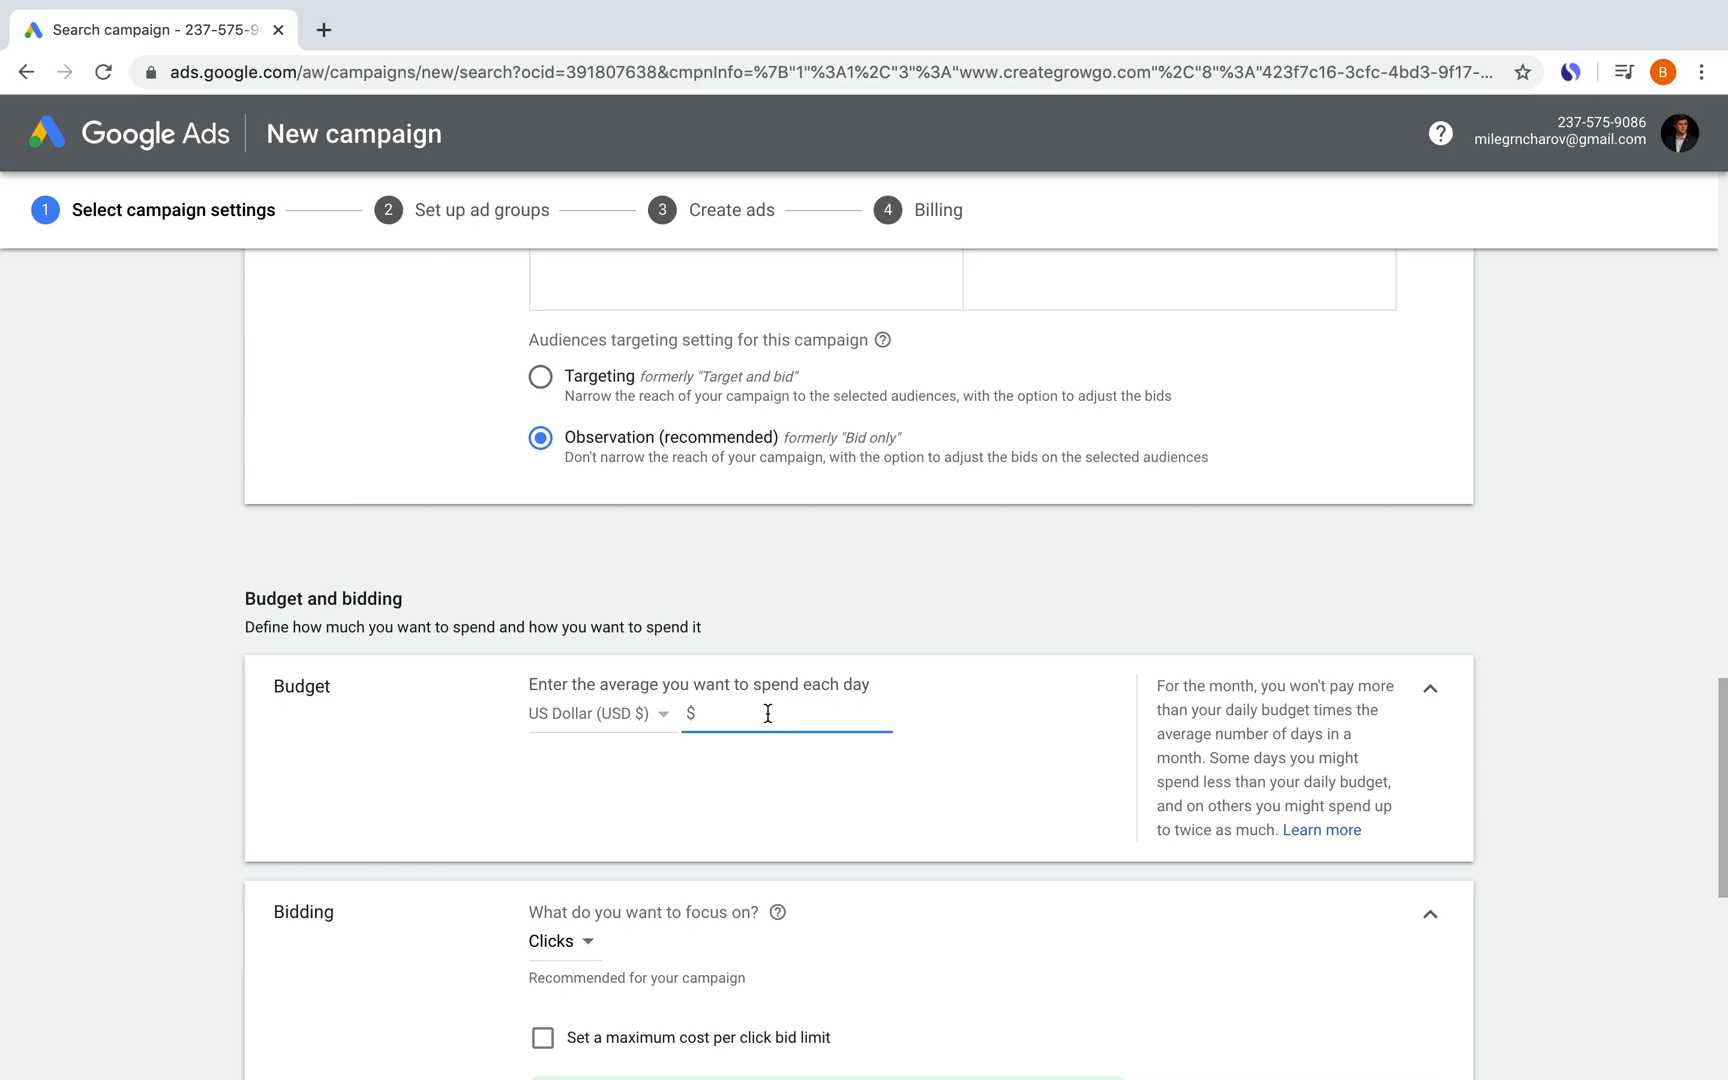 Search campaign - 237-575-9
ads.google.com/aw/campaigns/new/search?ocid=391807638&cmpnInfo=%7B"1"%3A1%2C"3"%3A"www.creategrowgo.com"%2C"8"%3A"423f7c16-3cfc-4bd3-9f17-...
B
Google Ads
New campaign
237-575-9086
milegrncharov@gmail.com
1 Select campaign settings
2 Set up ad groups
3 Create ads
4 Billing
Audiences targeting setting for this campaign
Targeting formerly "Target and bid"
Narrow the reach of your campaign to the selected audiences, with the option to adjust the bids
Observation (recommended) formerly "Bid only"
Don't narrow the reach of your campaign, with the option to adjust the bids on the selected audiences
Budget and bidding
Define how much you want to spend and how you want to spend it
Budget
Enter the average you want to spend each day
US Dollar (USD $)
$
For the month, you won't pay more
than your daily budget times the
average number of days in a
month. Some days you might
spend less than your daily budget,
and on others you might spend up
to twice as much. Learn more
Bidding
What do you want to focus on?
Clicks
Recommended for your campaign
Set a maximum cost per click bid limit